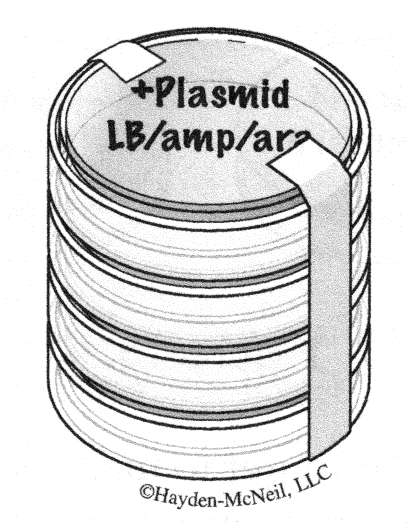 +Plasmid
LB/amp/ara
©Hayden-McNeil, LLC